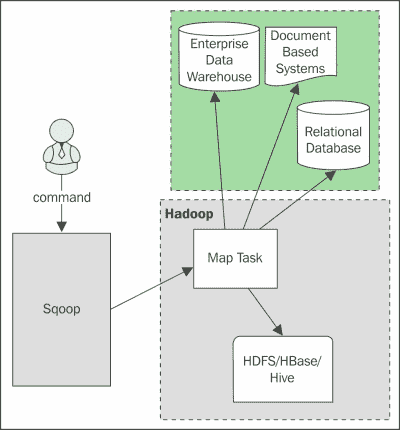 Enterprise
Data
Warehouse
Document
Based
Systems
Relational
Database
command
Hadoop
Sqoop
Map Task
HDFS/HBase/
Hive